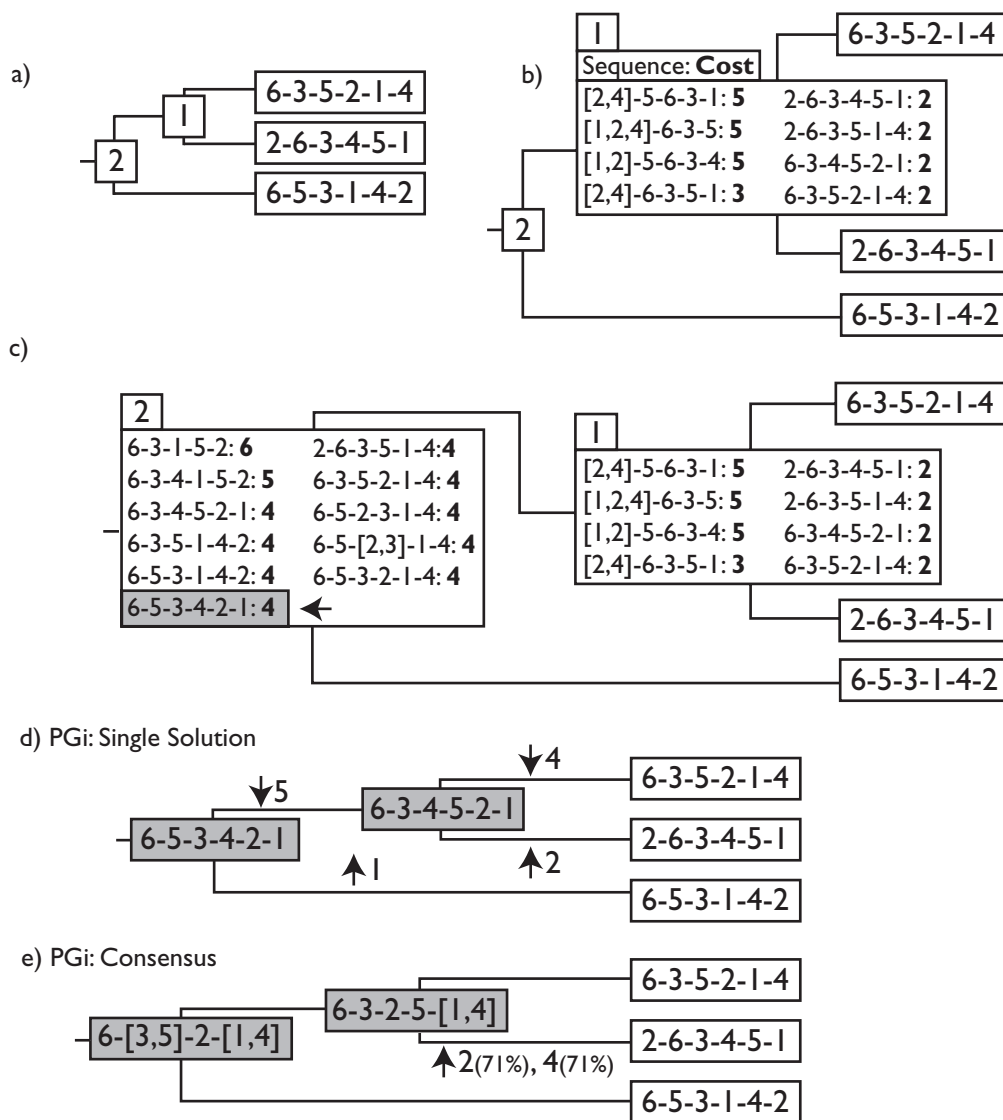 a)
6-3-5-2-1-4
1
2-6-3-4-5-1
2
6-5-3-1-4-2
b)
1
6-3-5-2-1-4
Sequence: Cost
[2,4]-5-6-3-1: 5 2-6-3-4-5-1: 2
[1,2,4]-6-3-5: 5 2-6-3-5-1-4: 2
[1,2]-5-6-3-4: 5 6-3-4-5-2-1: 2
[2,4]-6-3-5-1: 3 6-3-5-2-1-4: 2
2
2-6-3-4-5-1
6-5-3-1-4-2
c)
2
6-3-1-5-2: 6 2-6-3-5-1-4:4
6-3-4-1-5-2: 5 6-3-5-2-1-4: 4
6-3-4-5-2-1: 4 6-5-2-3-1-4: 4
6-3-5-1-4-2: 4 6-5-[2,3]-1-4: 4
6-5-3-1-4-2: 4 6-5-3-2-1-4: 4
6-5-3-4-2-1: 4
6-3-5-2-1-4
1
[2,4]-5-6-3-1: 5 2-6-3-4-5-1: 2
[1,2,4]-6-3-5: 5 2-6-3-5-1-4: 2
[1,2]-5-6-3-4: 5 6-3-4-5-2-1: 2
[2,4]-6-3-5-1: 3 6-3-5-2-1-4: 2
2-6-3-4-5-1
6-5-3-1-4-2
d) PGi: Single Solution
4
6-3-5-2-1-4
5
6-3-4-5-2-1
6-5-3-4-2-1
2-6-3-4-5-1
1
2
6-5-3-1-4-2
e) PGi: Consensus
6-3-5-2-1-4
6-3-2-5-[1,4]
6-[3,5]-2-[1,4]
2-6-3-4-5-1
2(71%), 4(71%)
6-5-3-1-4-2